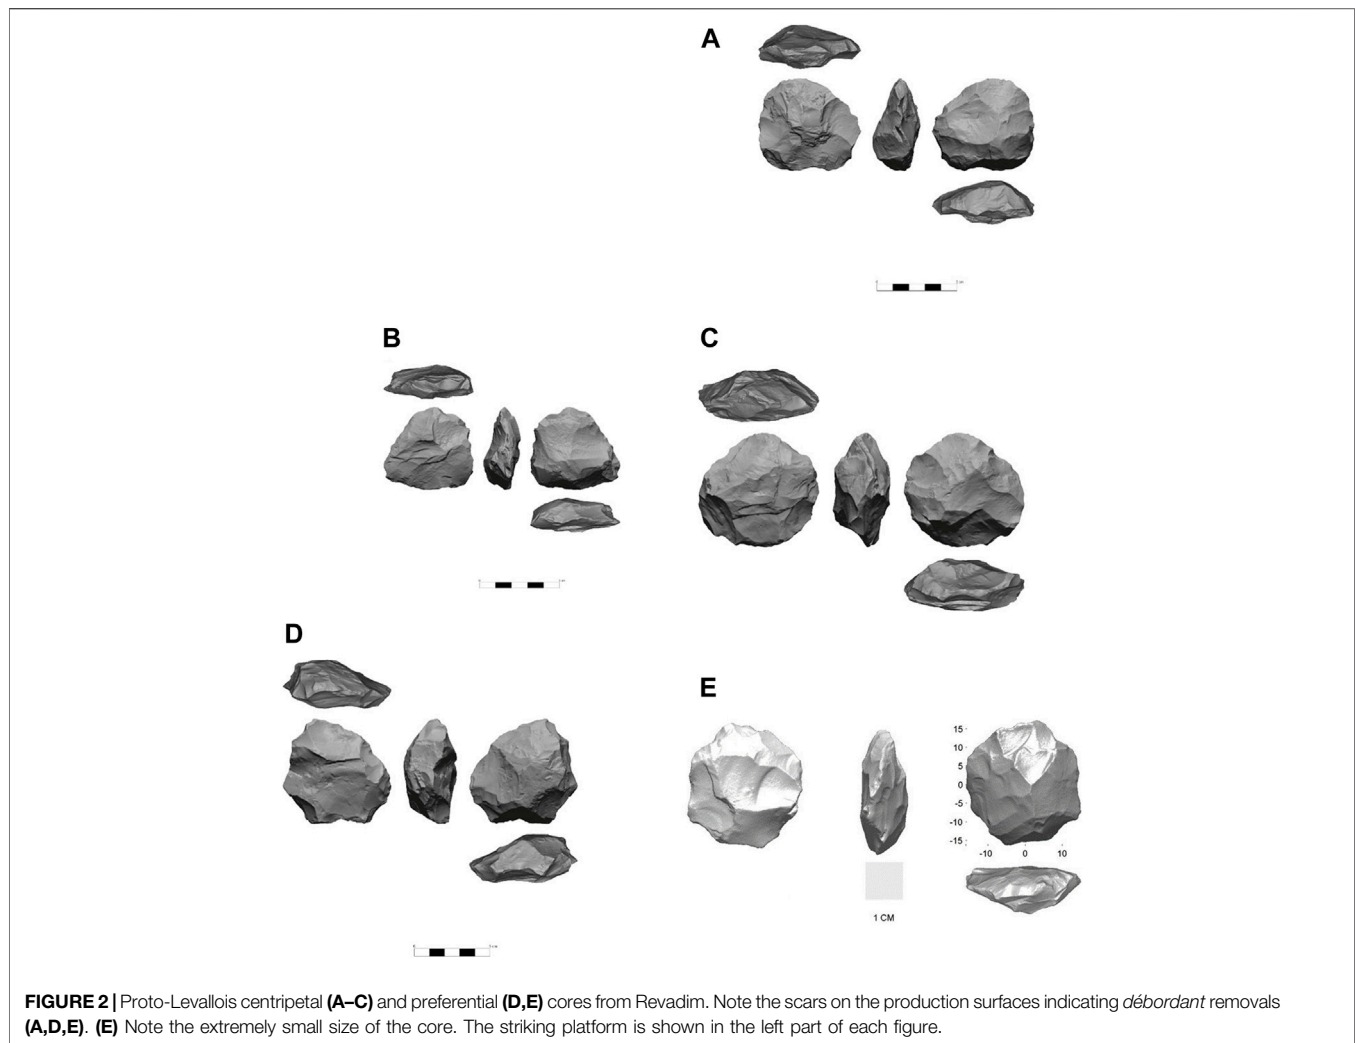 A
B
C
D
E
15
10
5
0
-5
-10
-15
-10 0 10
1 CM
FIGURE 2 | Proto-Levallois centripetal (A–C) and preferential (D,E) cores from Revadim. Note the scars on the production surfaces indicating débordant removals
(A,D,E). (E) Note the extremely small size of the core. The striking platform is shown in the left part of each figure.